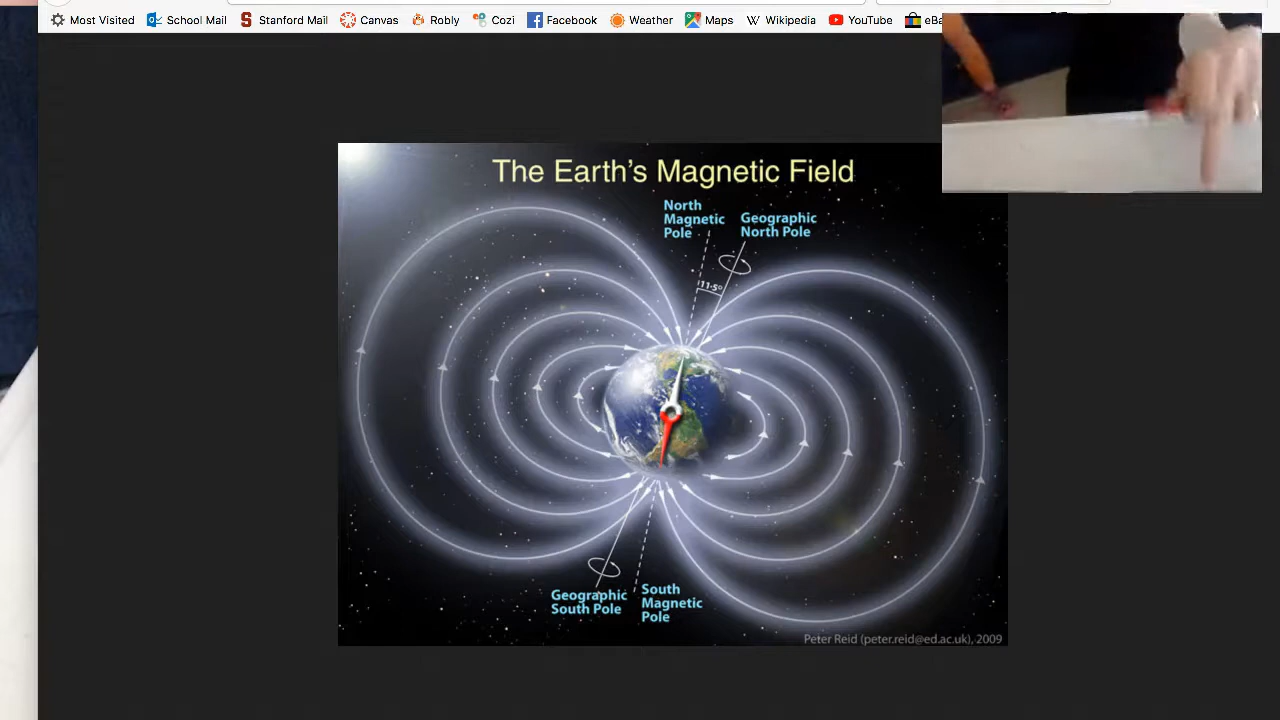 Most Visited School Mail Stanford Mail Canvas Robly Cozi Facebook Weather Maps Wikipedia YouTube
The Earth's Magnetic Field
North
Magnetic
Pole
Geographic
North Pole
11·5°
Geographic
South Pole
South
Magnetic
Pole
Peter Reid (peter.reid@ed.ac.uk), 2009